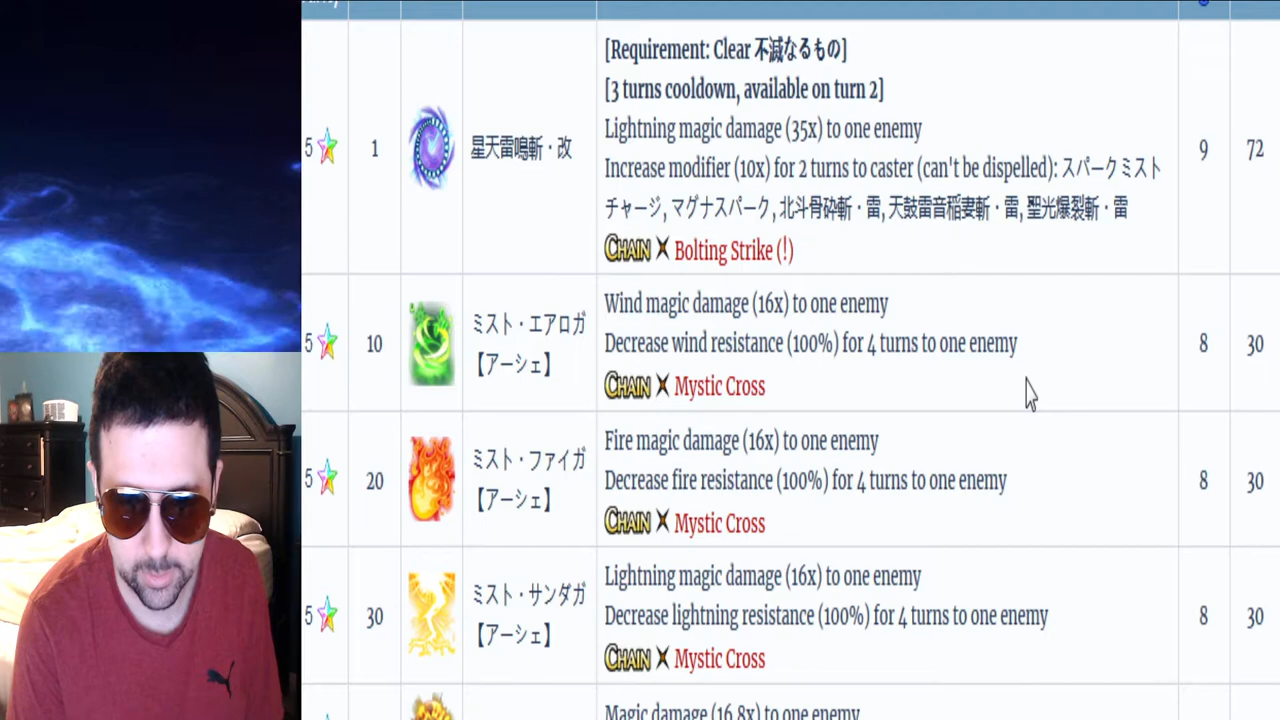 [Requirement: Clear 不滅なるもの]
[3 turns cooldown, available on turn 2]
5 1 星天雷鳴斬・改 Lightning magic damage (35x) to one enemy 9 72
Increase modifier (10x) for 2 turns to caster (can't be dispelled): スパークミスト
チャージ, マグナスパーク, 北斗骨砕斬・雷, 天鼓雷音稲妻斬・雷, 聖光爆裂斬・雷
CHAIN Bolting Strike (!)
Wind magic damage (16x) to one enemy
5 10 ミスト・エアロガ Decrease wind resistance (100%) for 4 turns to one enemy 8 30
【アーシェ】
CHAIN Mystic Cross
Fire magic damage (16x) to one enemy
5 20 ミスト・ファイガ Decrease fire resistance (100%) for 4 turns to one enemy 8 30
【アーシェ】
CHAIN Mystic Cross
Lightning magic damage (16x) to one enemy
5 30 ミスト・サンダガ Decrease lightning resistance (100%) for 4 turns to one enemy 8 30
【アーシェ】
CHAIN Mystic Cross
Magic damage (16.8x) to one enemy